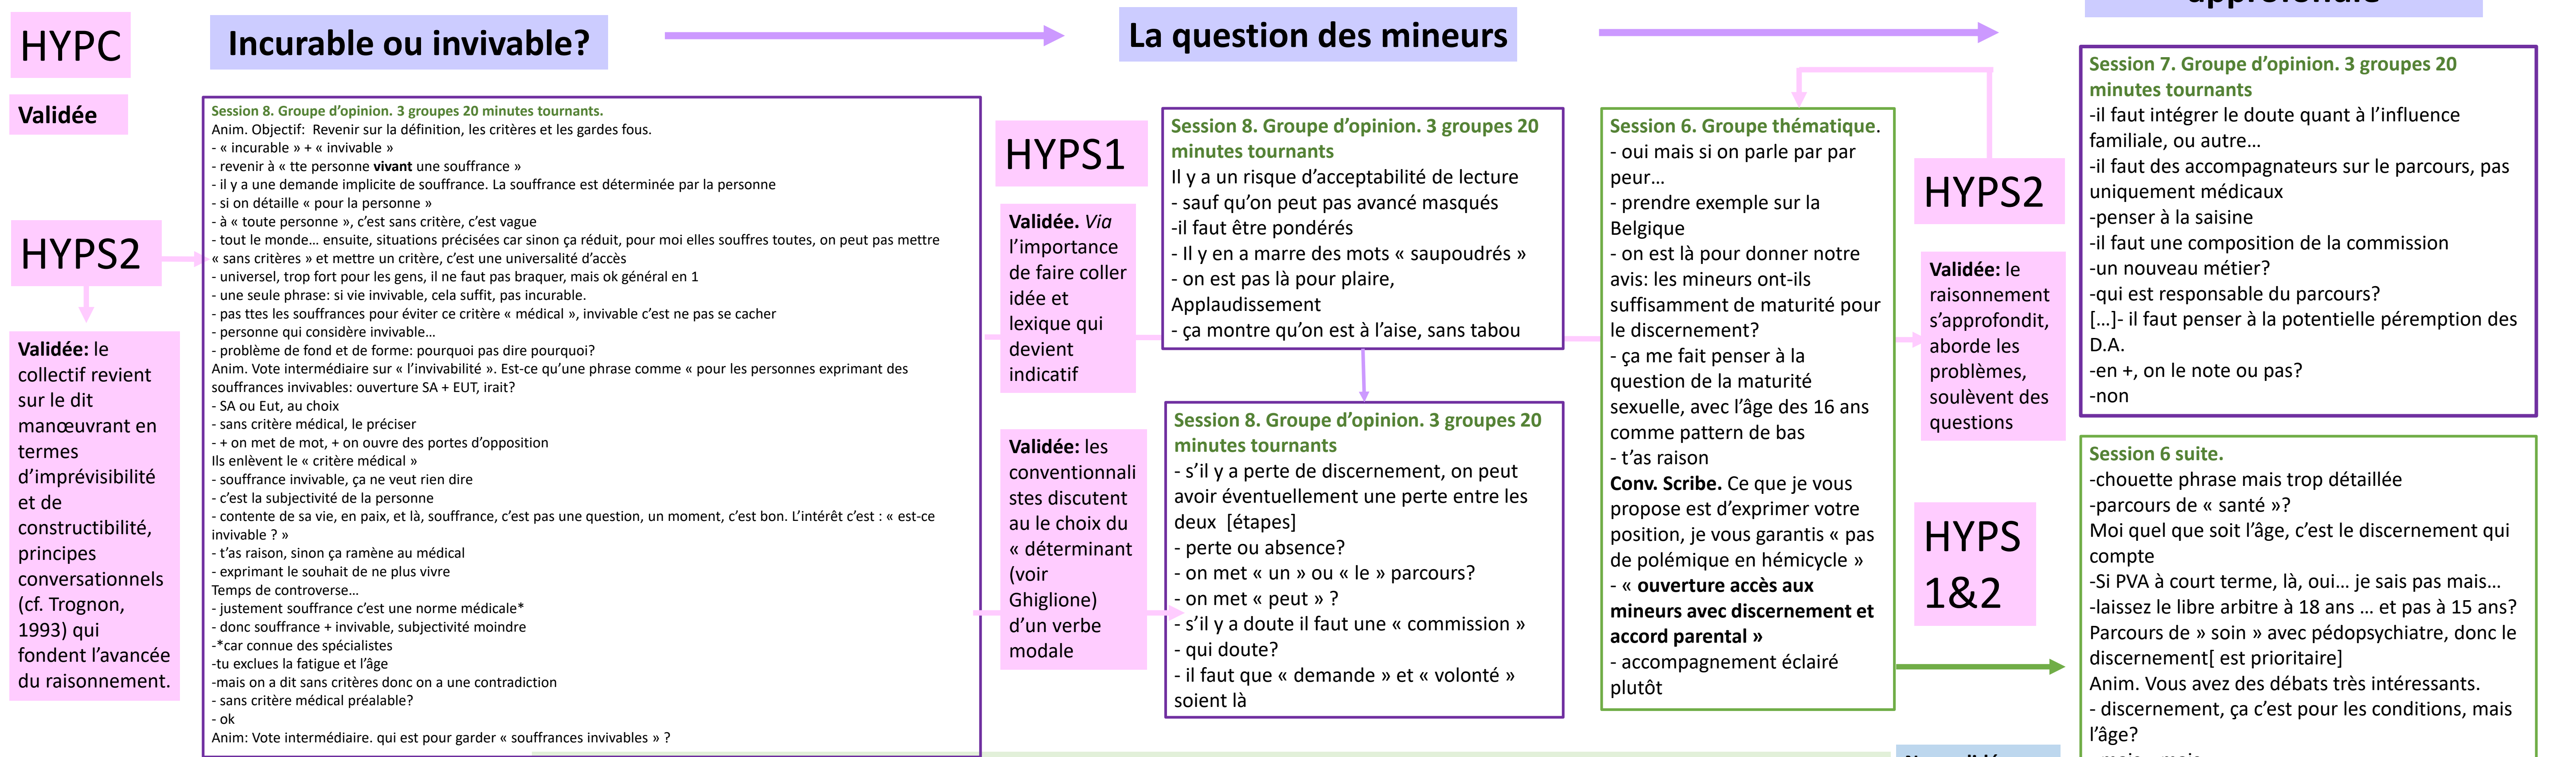 HYPC
Validée
HYPS2
Validée: le
collectif revient
sur le dit
manœuvrant en
termes
d’imprévisibilité
et de
constructibilité,
principes
conversationnels
(cf. Trognon,
1993) qui
fondent l’avancée
du raisonnement.
Incurable ou invivable?
Session 8. Groupe d’opinion. 3 groupes 20 minutes tournants.
Anim. Objectif: Revenir sur la définition, les critères et les gardes fous.
- « incurable » + « invivable »
- revenir à « tte personne vivant une souffrance »
- il y a une demande implicite de souffrance. La souffrance est déterminée par la personne
- si on détaille « pour la personne »
- à « toute personne », c’est sans critère, c’est vague
- tout le monde… ensuite, situations précisées car sinon ça réduit, pour moi elles souffres toutes, on peut pas mettre
« sans critères » et mettre un critère, c’est une universalité d’accès
- universel, trop fort pour les gens, il ne faut pas braquer, mais ok général en 1
- une seule phrase: si vie invivable, cela suffit, pas incurable.
- pas ttes les souffrances pour éviter ce critère « médical », invivable c’est ne pas se cacher
- personne qui considère invivable…
- problème de fond et de forme: pourquoi pas dire pourquoi?
Anim. Vote intermédiaire sur « l’invivabilité ». Est-ce qu’une phrase comme « pour les personnes exprimant des
souffrances invivables: ouverture SA + EUT, irait?
- SA ou Eut, au choix
- sans critère médical, le préciser
- + on met de mot, + on ouvre des portes d’opposition
Ils enlèvent le « critère médical »
- souffrance invivable, ça ne veut rien dire
- c’est la subjectivité de la personne
- contente de sa vie, en paix, et là, souffrance, c’est pas une question, un moment, c’est bon. L’intérêt c’est : « est-ce
invivable ? »
- t’as raison, sinon ça ramène au médical
- exprimant le souhait de ne plus vivre
Temps de controverse…
- justement souffrance c’est une norme médicale*
- donc souffrance + invivable, subjectivité moindre
-*car connue des spécialistes
-tu exclues la fatigue et l’âge
-mais on a dit sans critères donc on a une contradiction
- sans critère médical préalable?
- ok
Anim: Vote intermédiaire. qui est pour garder « souffrances invivables » ?
HYPS1
Validée. Via
l’importance
de faire coller
idée et
lexique qui
devient
indicatif
Validée: les
conventionnali
stes discutent
au le choix du
« déterminant
(voir
Ghiglione)
d’un verbe
modale
La question des mineurs
Session 8. Groupe d’opinion. 3 groupes 20
minutes tournants
Il y a un risque d’acceptabilité de lecture
- sauf qu’on peut pas avancé masqués
-il faut être pondérés
- Il y en a marre des mots « saupoudrés »
- on est pas là pour plaire,
Applaudissement
- ça montre qu’on est à l’aise, sans tabou
Session 8. Groupe d’opinion. 3 groupes 20
minutes tournants
- s’il y a perte de discernement, on peut
avoir éventuellement une perte entre les
deux [étapes]
- perte ou absence?
- on met « un » ou « le » parcours?
- on met « peut » ?
- s’il y a doute il faut une « commission »
- qui doute?
- il faut que « demande » et « volonté »
soient là
Session 6. Groupe thématique.
- oui mais si on parle par par
peur…
- prendre exemple sur la
Belgique
- on est là pour donner notre
avis: les mineurs ont-ils
suffisamment de maturité pour
le discernement?
- ça me fait penser à la
question de la maturité
sexuelle, avec l’âge des 16 ans
comme pattern de bas
- t’as raison
Conv. Scribe. Ce que je vous
propose est d’exprimer votre
position, je vous garantis « pas
de polémique en hémicycle »
- « ouverture accès aux
mineurs avec discernement et
accord parental »
- accompagnement éclairé
plutôt
HYPS2
Validée: le
raisonnement
s’approfondit,
aborde les
problèmes,
soulèvent des
questions
HYPS
1&2
Session 7. Groupe d’opinion. 3 groupes 20
minutes tournants
-il faut intégrer le doute quant à l’influence
familiale, ou autre…
-il faut des accompagnateurs sur le parcours, pas
uniquement médicaux
-penser à la saisine
-il faut une composition de la commission
-un nouveau métier?
-qui est responsable du parcours?
[…]- il faut penser à la potentielle péremption des
D.A.
-en +, on le note ou pas?
-non
Session 6 suite.
-chouette phrase mais trop détaillée
-parcours de « santé »?
Moi quel que soit l’âge, c’est le discernement qui
compte
-Si PVA à court terme, là, oui… je sais pas mais…
-laissez le libre arbitre à 18 ans … et pas à 15 ans?
Parcours de » soin » avec pédopsychiatre, donc le
discernement[ est prioritaire]
Anim. Vous avez des débats très intéressants.
- discernement, ça c’est pour les conditions, mais
l’âge?